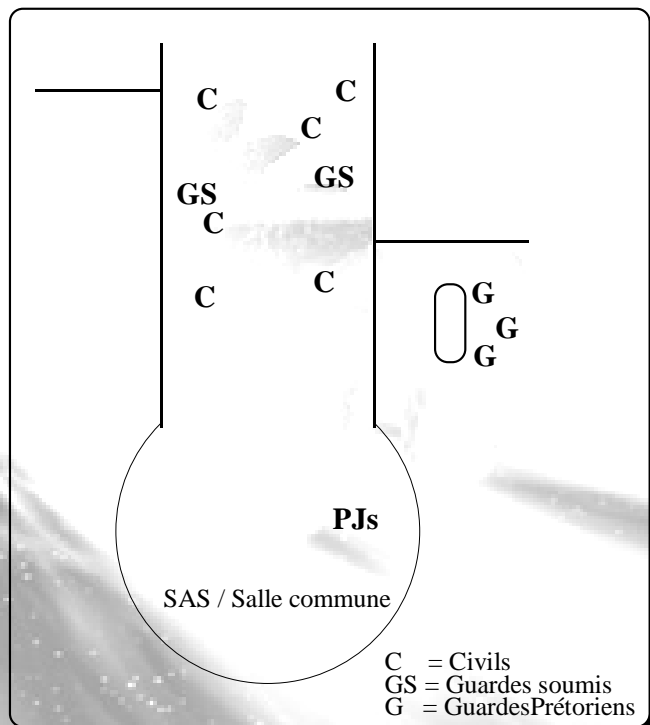 C
C
C
GS
GS
C
C
C
G
G
G
PJs
SAS / Salle commune
C = Civils
GS = Guardes soumis
G = GuardesPrétoriens